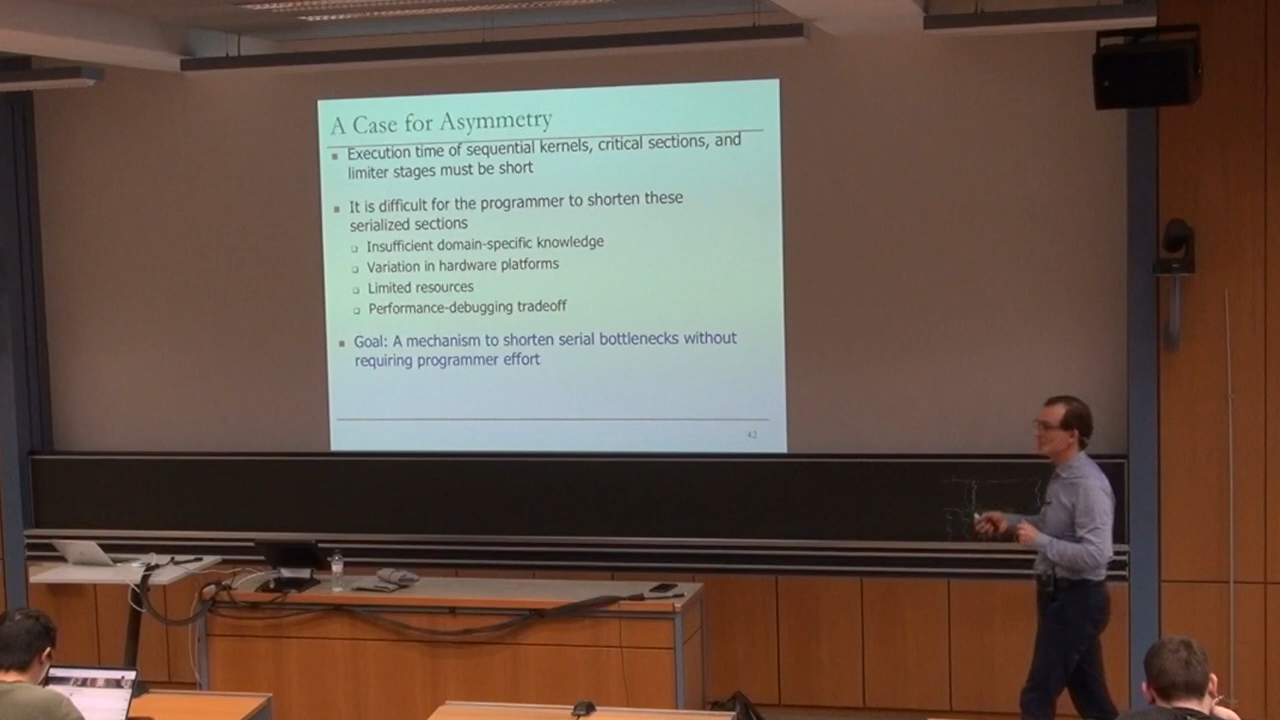 A Case for Asymmetry
Execution time of sequential kernels, critical sections, and
limiter stages must be short
It is difficult for the programmer to shorten these
serialized sections
Insufficient domain-specific knowledge
Variation in hardware platforms
Limited resources
Performance-debugging tradeoff
Goal: A mechanism to shorten serial bottlenecks without
requiring programmer effort
42